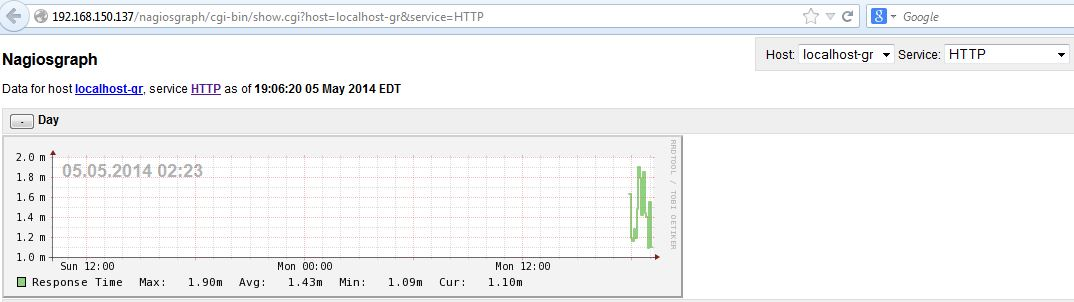 192.168.150.137/nagiosgraph/cgi-bin/show.cgi?host=localhost-gr&service=HTTP
8 Google
Nagiosgraph
Host: localhost-gr Service: HTTP
Data for host localhost-gr, service HTTP as of 19:06:20 05 May 2014 EDT
- Day
05.05.2014 02:23
2.0 m
1.8 m
1.6 m
1.4 m
1.2 m
1.0 m
Sun 12:00 Mon 00:00 Mon 12:00
Response Time Max: 1.90m Avg: 1.43m Min: 1.09m Cur: 1.10m
RRDTOOL / TOBI OETIKER